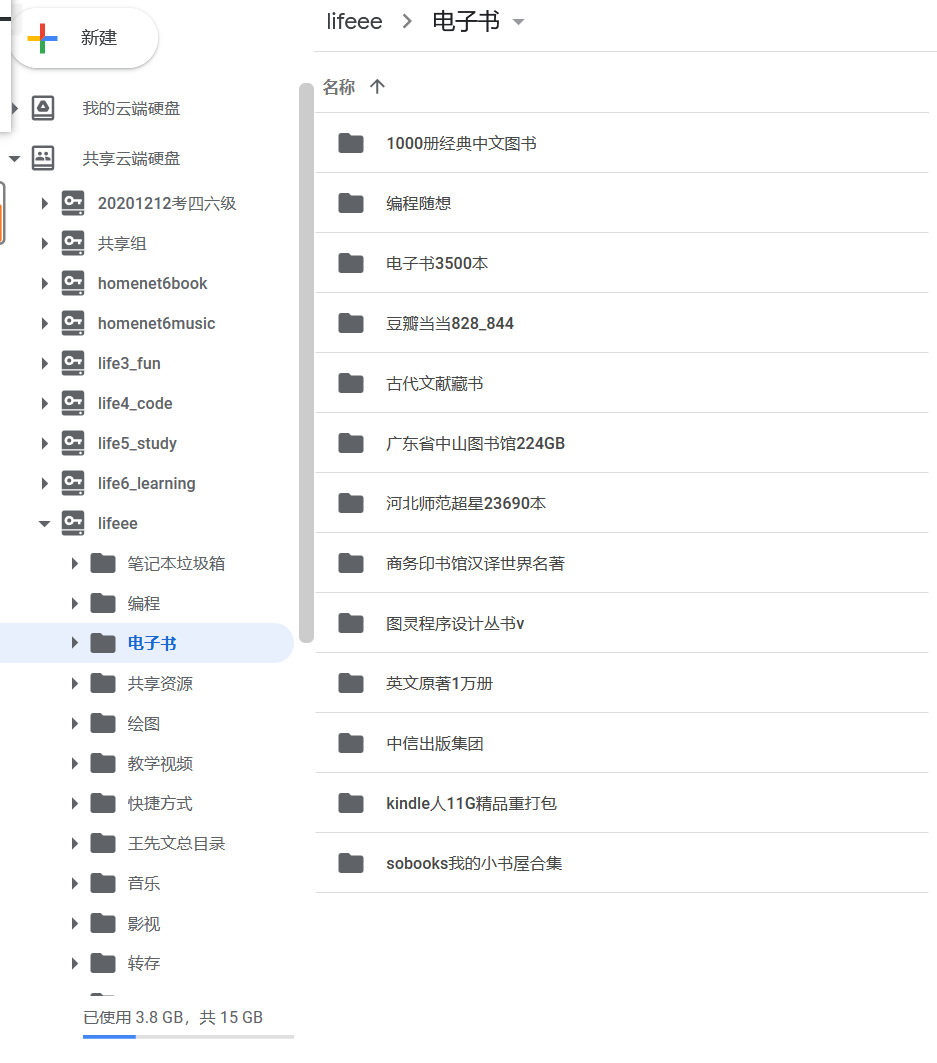 新建
我的云端硬盘
共享云端硬盘
20201212考四六级
共享组
homenet6book
homenet6music
life3_fun
life4_code
life5_study
life6_learning
lifeee
笔记本垃圾箱
编程
电子书
共享资源
绘图
教学视频
快捷方式
王先文总目录
音乐
影视
转存
已使用 3.8 GB，共 15 GB
lifeee > 电子书
名称
1000册经典中文图书
编程随想
电子书3500本
豆瓣当当828_844
古代文献藏书
广东省中山图书馆224GB
河北师范超星23690本
商务印书馆汉译世界名著
图灵程序设计丛书v
英文原著1万册
中信出版集团
kindle人11G精品重打包
sobooks我的小书屋合集